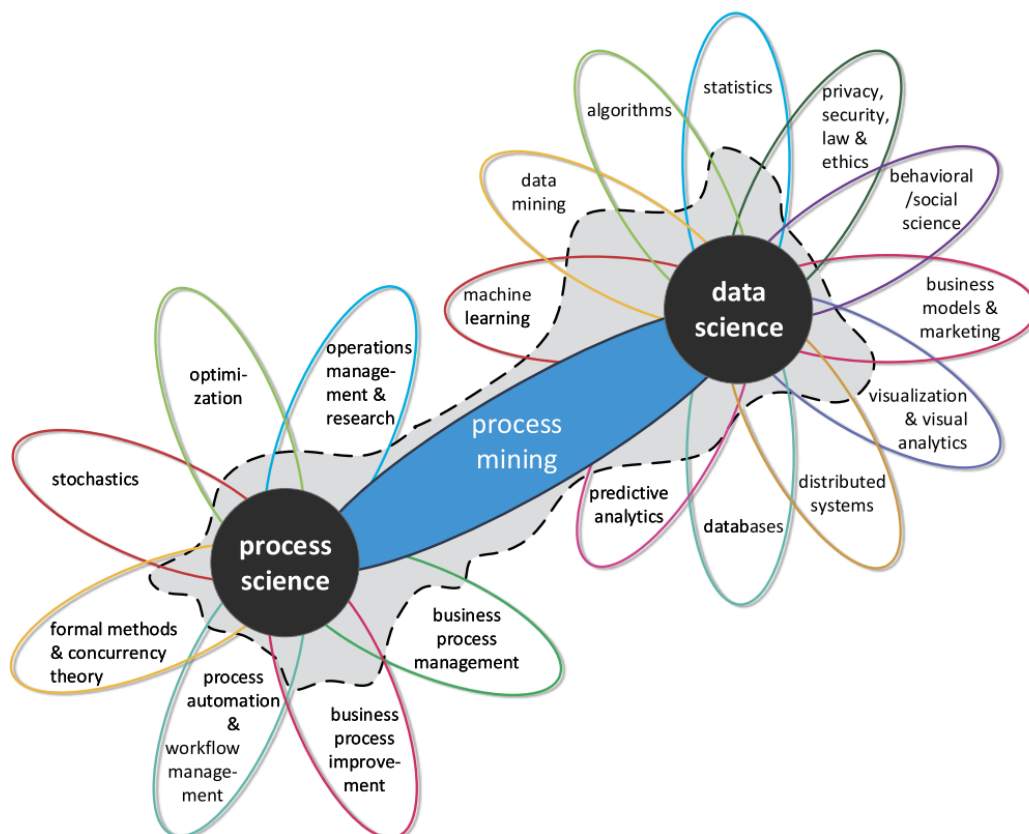 statistics
privacy,
security,
law &
ethics
algorithms
behavioral
/social
science
data
mining
data
science
machine
learning
business
models &
marketing
visualization
& visual
analytics
distributed
systems
databases
predictive
analytics
process
mining
operations
manage-
ment &
research
optimi-
zation
stochastics
process
science
formal methods
& concurrency
theory
process
automation
&
workflow
manage-
ment
business
process
improve-
ment
business
process
management